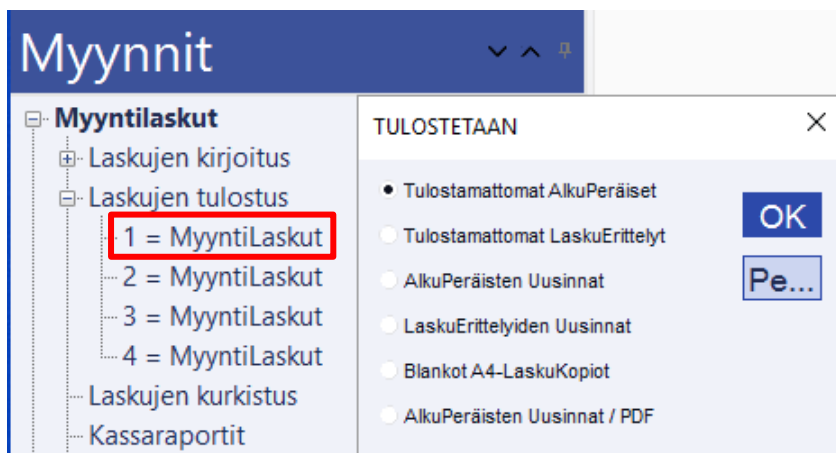 Myynnit
Myyntilaskut
Laskujen kirjoitus
Laskujen tulostus
1 = MyyntiLaskut
2 = MyyntiLaskut
3 = MyyntiLaskut
4 = MyyntiLaskut
Laskujen kurkistus
Kassaraportit
TULOSTETAAN
Tulostamattomat AlkuPeräiset
Tulostamattomat LaskuErittelyt
AlkuPeräisten Uusinnat
LaskuErittelyiden Uusinnat
Blankot A4-LaskuKopiot
AlkuPeräisten Uusinnat / PDF
OK
Pe...